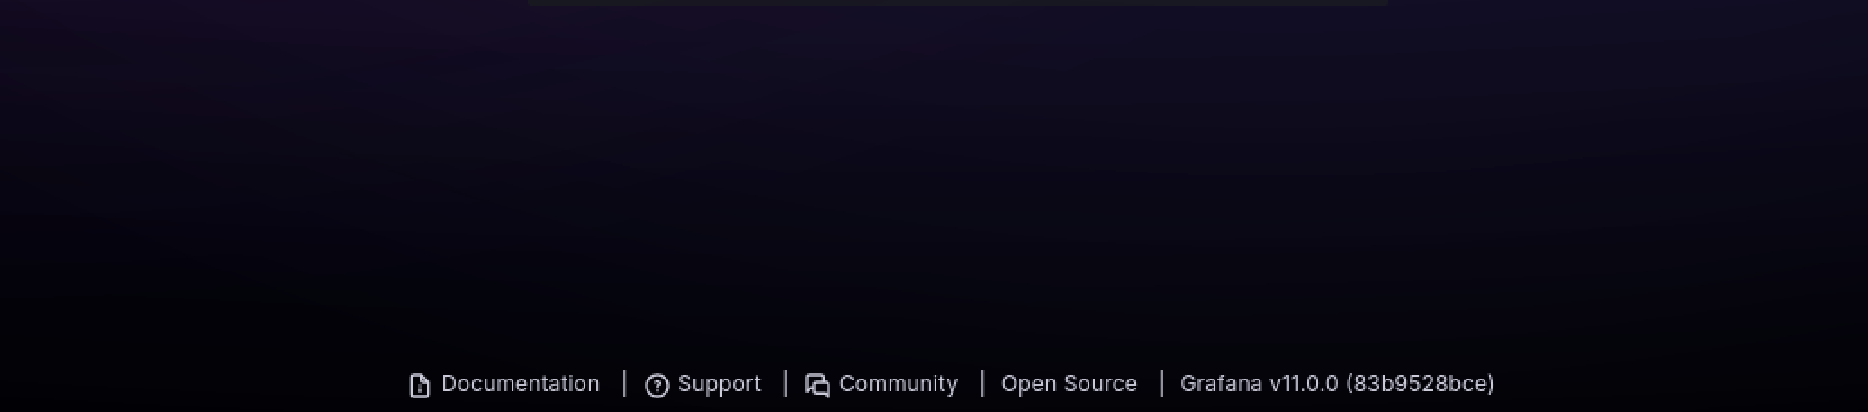 Documentation | Support | Community | Open Source | Grafana v11.0.0 (83b9528bce)